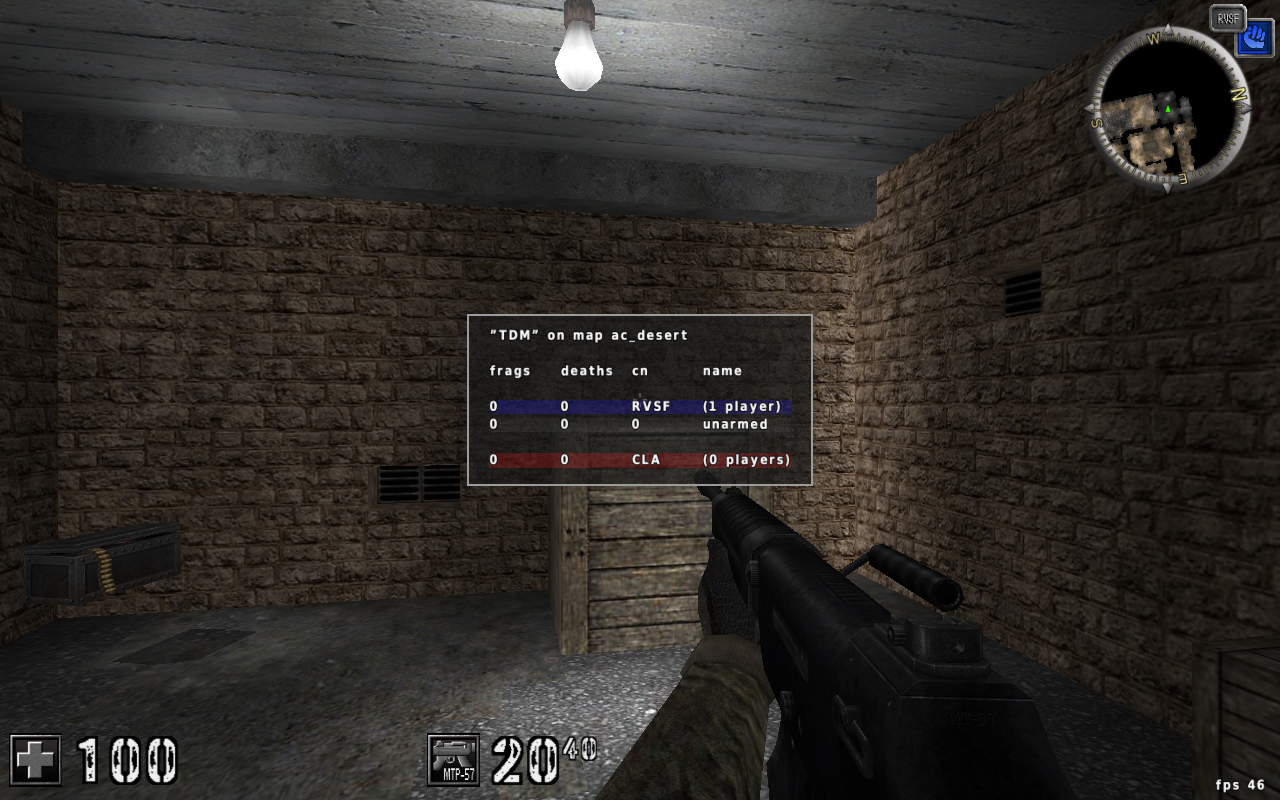 RVSF
W
N
S
E
"TDM" on map ac_desert
frags deaths cn name
0 0 RVSF (1 player)
0 0 0 unarmed
0 0 CLA (0 players)
100
MTP-57
20 40
fps 46